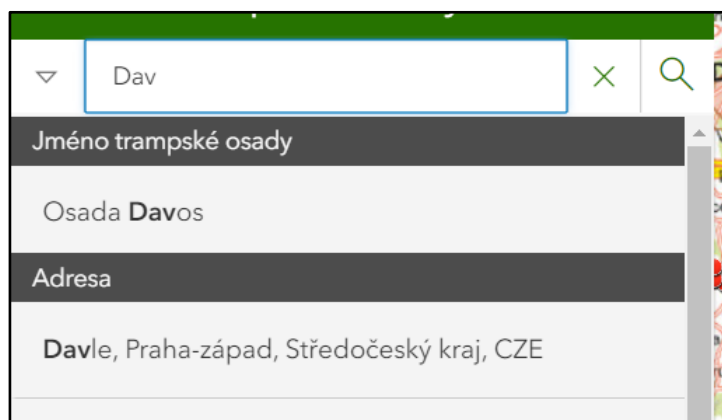 Dav
Jméno trampské osady
Osada Davos
Adresa
Davle, Praha-západ, Středočeský kraj, CZE